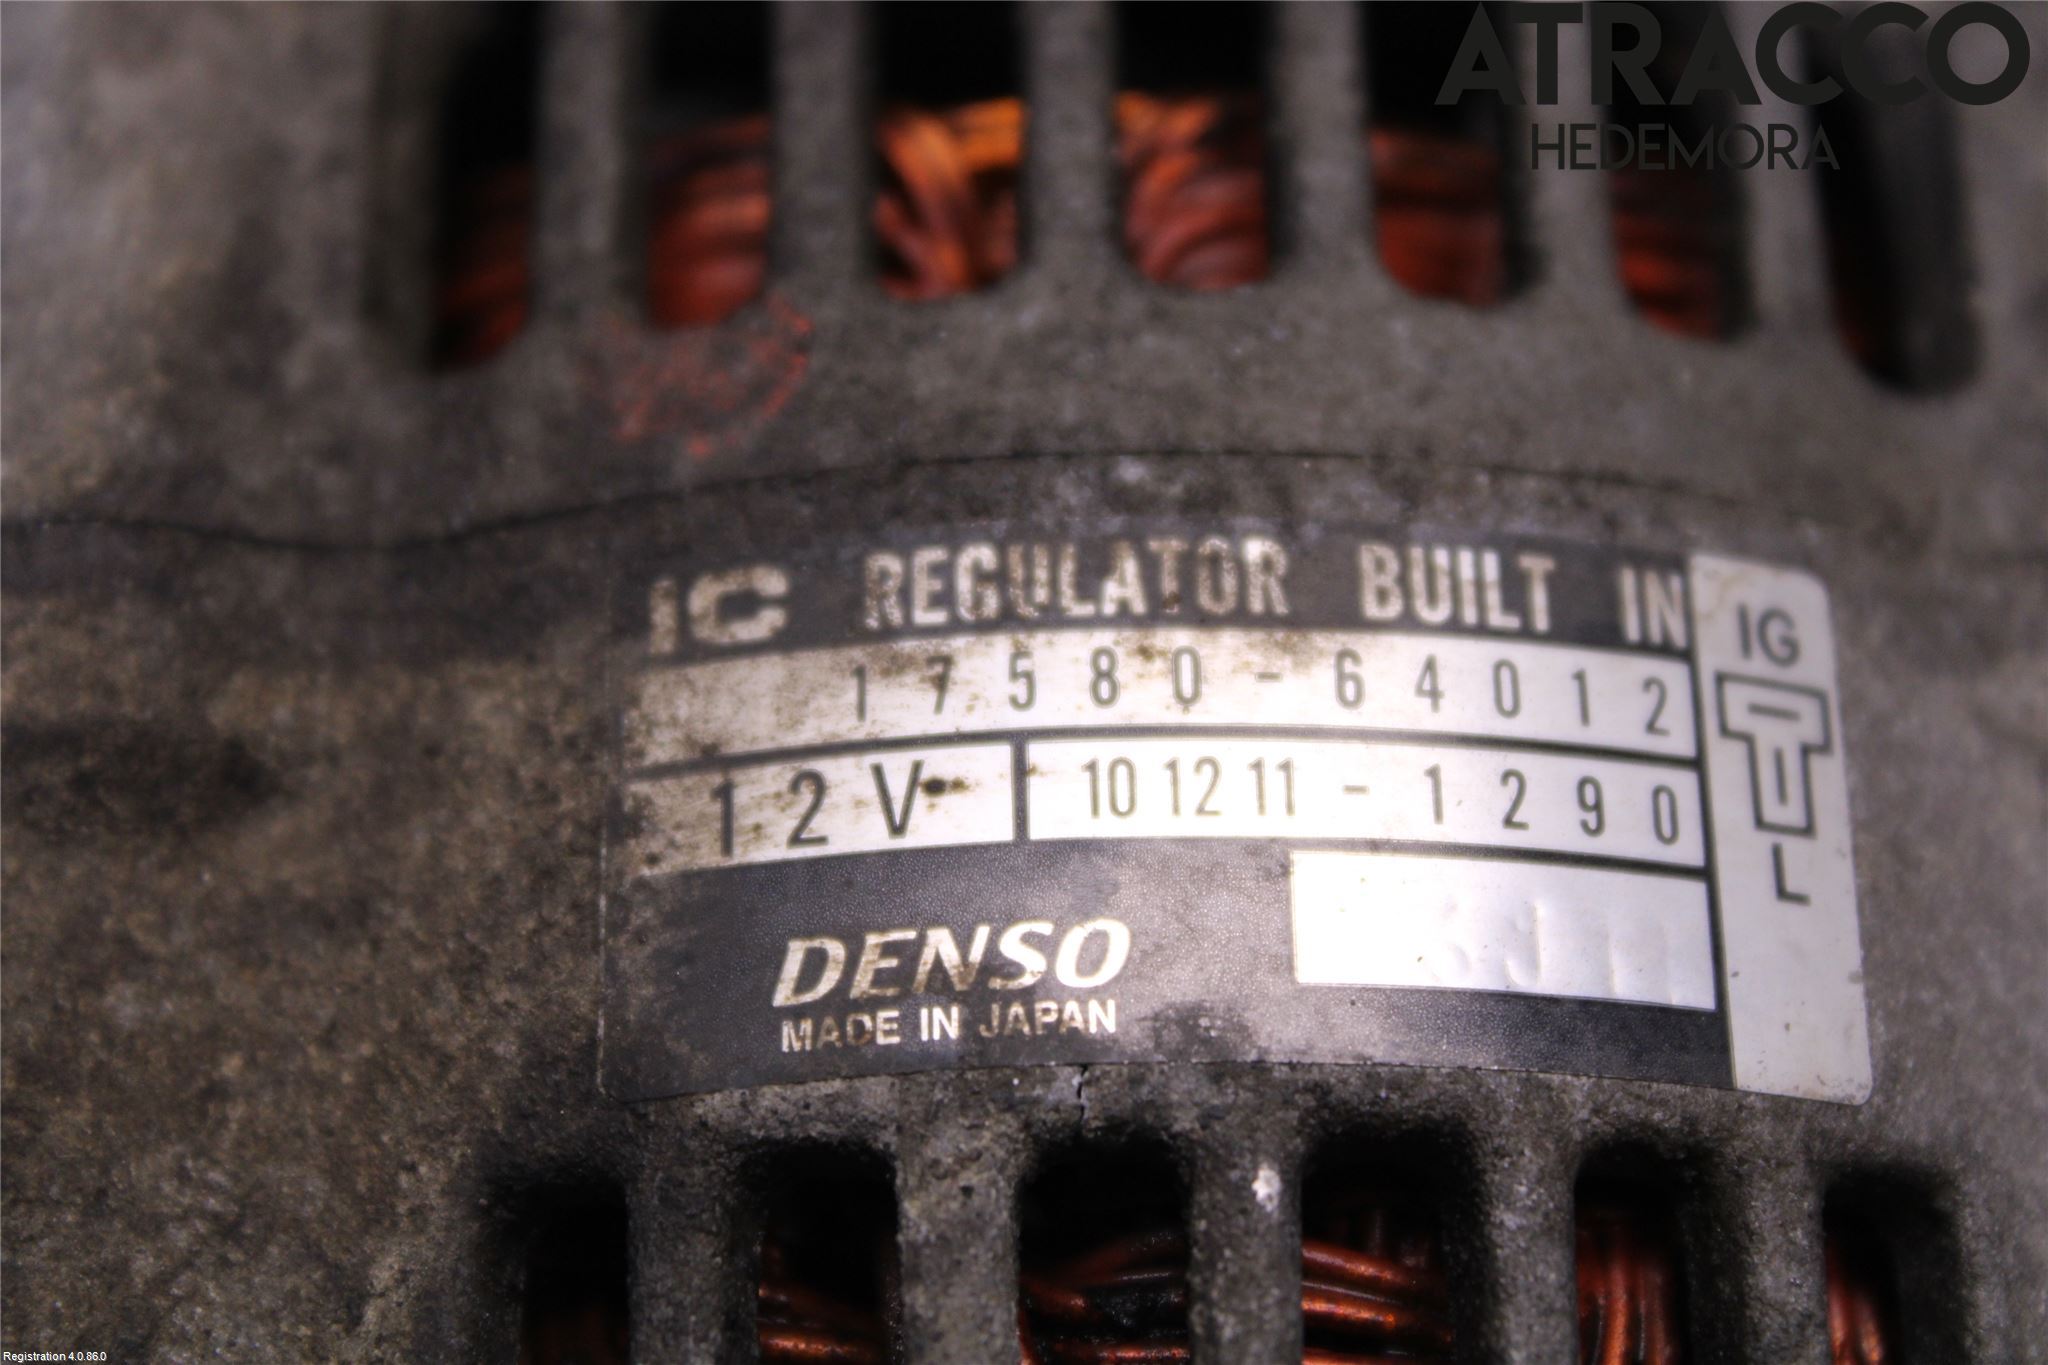 ATRACCO
HEDEMORA
IC REGULATOR BUILT IN
17580-64012
12V 101211-1290
IG
L
DENSO
MADE IN JAPAN
Registration 4.0.86.0